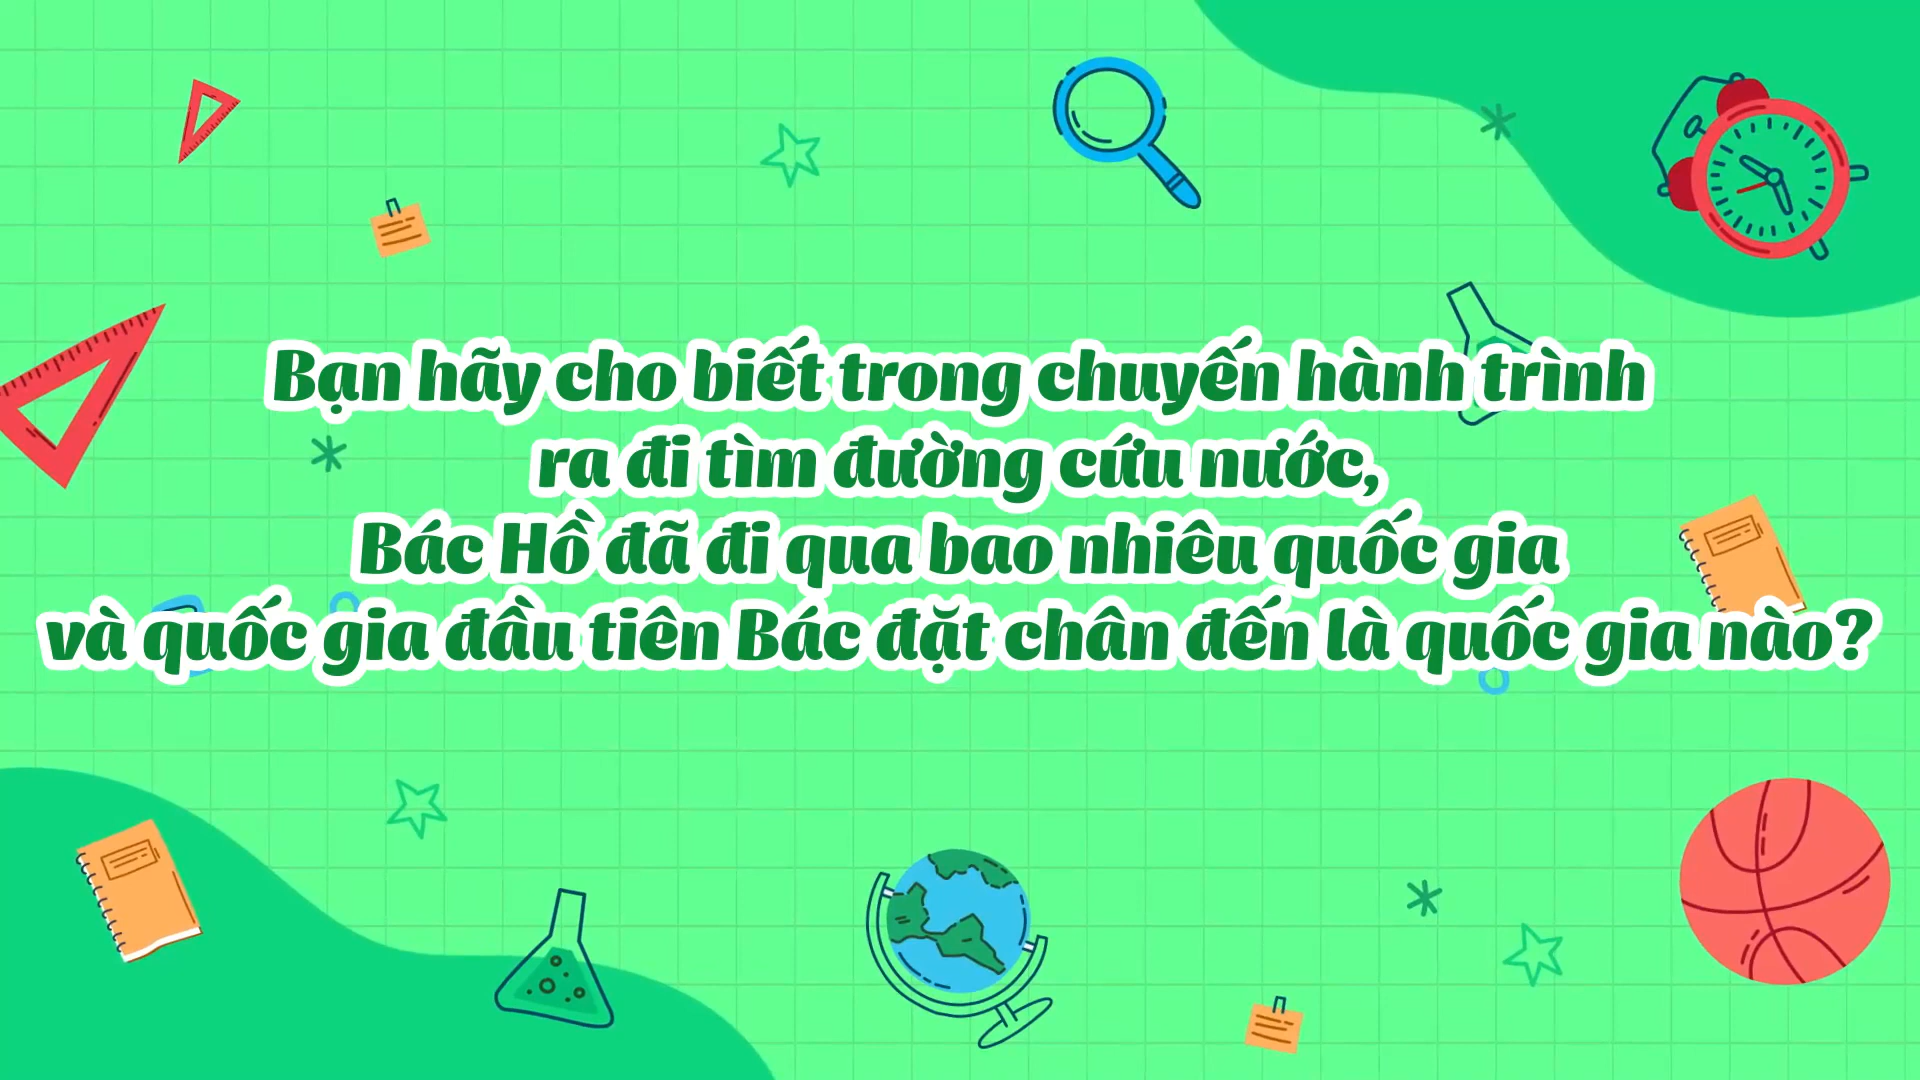 Bạn hãy cho biết trong chuyến hành trình
ra đi tìm đường cứu nước,
Bác Hồ đã đi qua bao nhiêu quốc gia
và quốc gia đầu tiên Bác đặt chân đến là quốc gia nào?